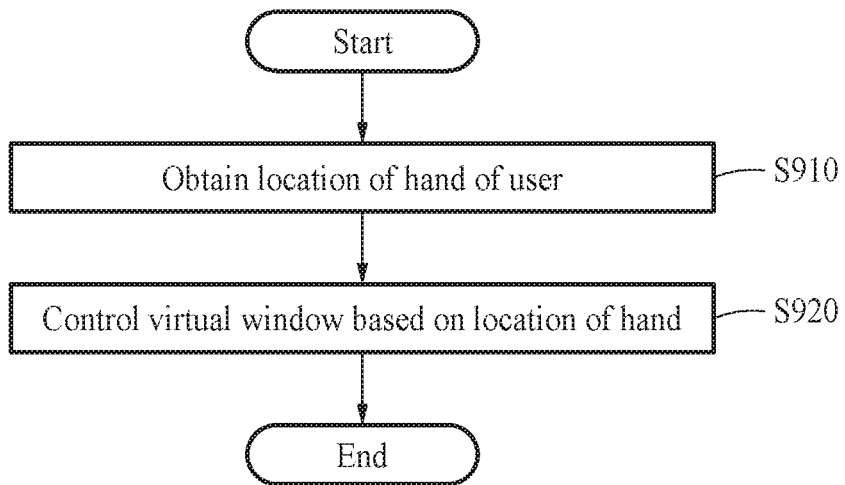 Start
Obtain location of hand of user
S910
Control virtual window based on location of hand
S920
End